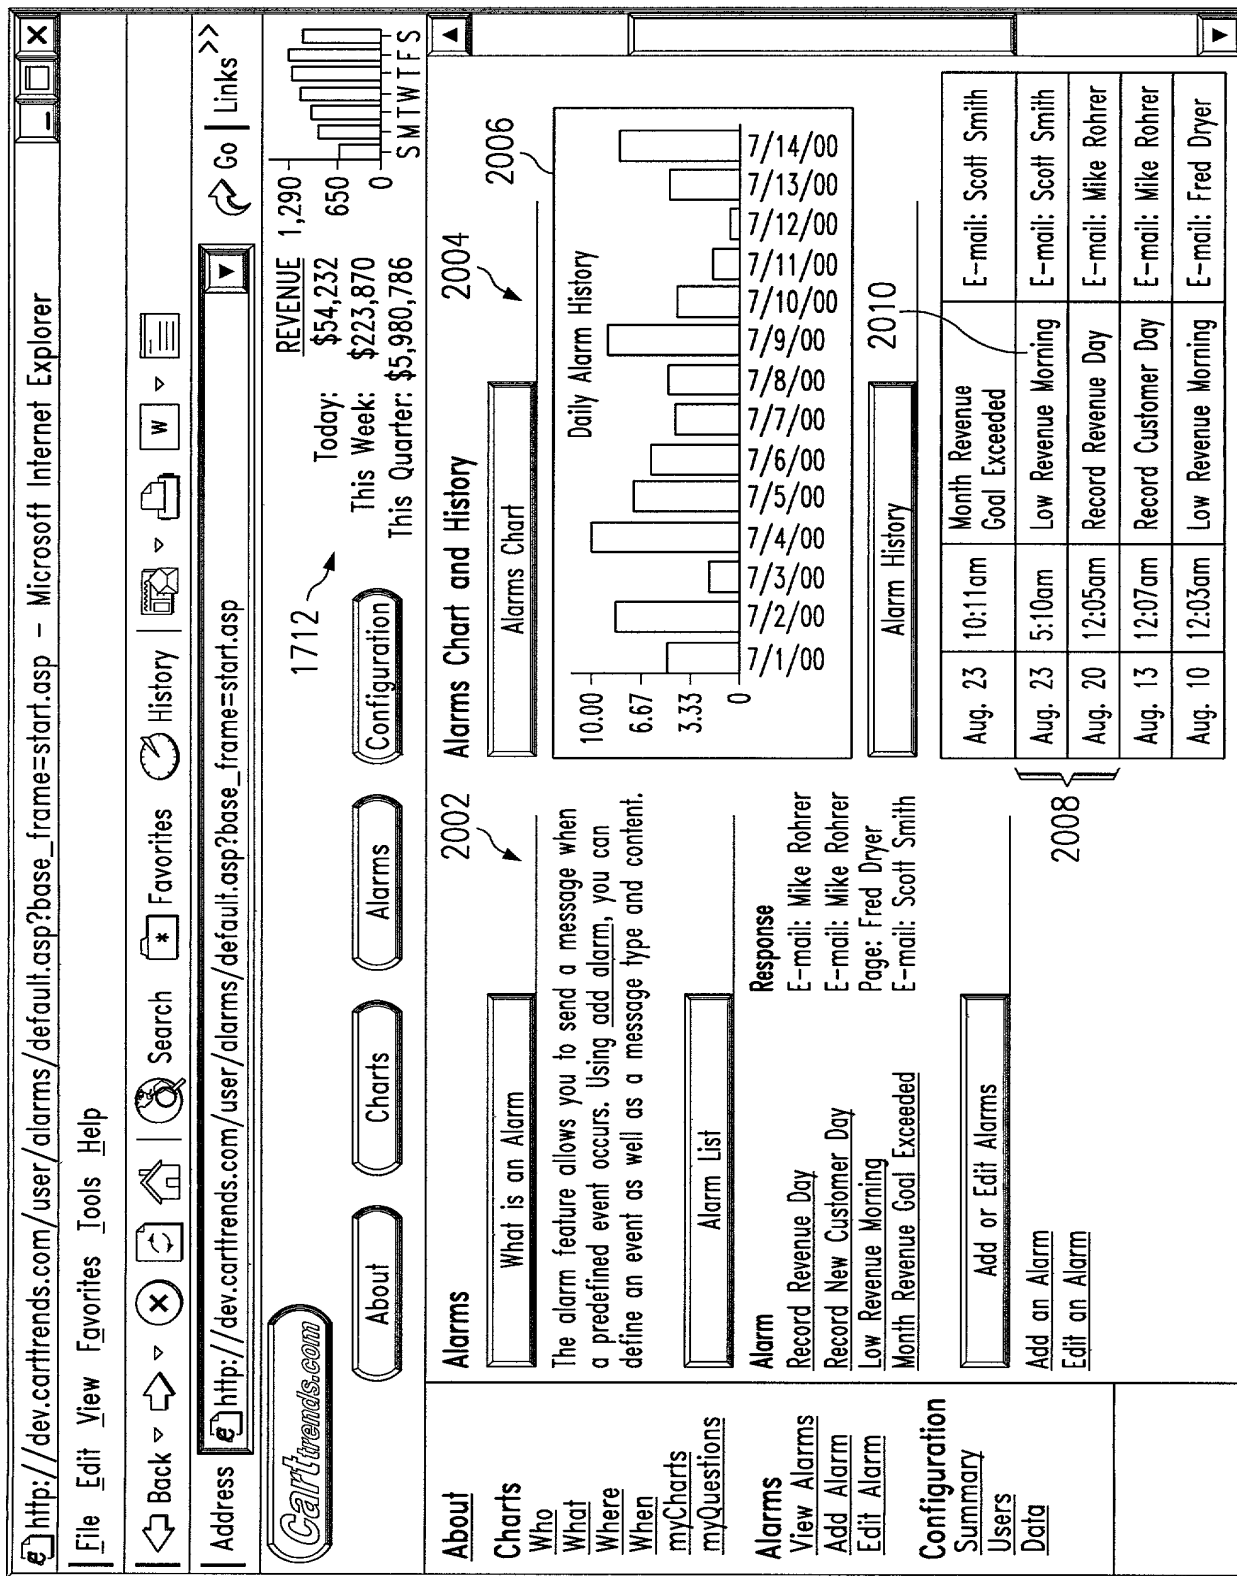 http://dev.carttrends.com/user/alarms/default.asp?base_frame=start.asp – Microsoft Internet Explorer
File Edit View Favorites Tools Help
Back Search Favorites History W
Address http://dev.carttrends.com/user/alarms/default.asp?base_frame=start.asp Go Links >>
Carttrends.com
About Charts Alarms Configuration
1712
REVENUE
Today: $54,232
This Week: $223,870
This Quarter: $5,980,786
1,290
650
0
S M T W T F S
About
Charts
Who
What
Where
When
myCharts
myQuestions
Alarms
View Alarms
Add Alarm
Edit Alarm
Configuration
Summary
Users
Data
Alarms
2002
What is an Alarm
The alarm feature allows you to send a message when
a predefined event occurs. Using add alarm, you can
define an event as well as a message type and content.
Alarm List
Alarm Response
Record Revenue Day E-mail: Mike Rohrer
Record New Customer Day E-mail: Mike Rohrer
Low Revenue Morning Page: Fred Dryer
Month Revenue Goal Exceeded E-mail: Scott Smith
Add or Edit Alarms
Add an Alarm
Edit an Alarm
Alarms Chart and History
2004
Alarms Chart
2006
Daily Alarm History
10.00
6.67
3.33
0
7/1/00 7/2/00 7/3/00 7/4/00 7/5/00 7/6/00 7/7/00 7/8/00 7/9/00 7/10/00 7/11/00 7/12/00 7/13/00 7/14/00
Alarm History
2010
Aug. 23 10:11am Month Revenue Goal Exceeded E-mail: Scott Smith
Aug. 23 5:10am Low Revenue Morning E-mail: Scott Smith
Aug. 20 12:05am Record Revenue Day E-mail: Mike Rohrer
Aug. 13 12:07am Record Customer Day E-mail: Mike Rohrer
Aug. 10 12:03am Low Revenue Morning E-mail: Fred Dryer
2008